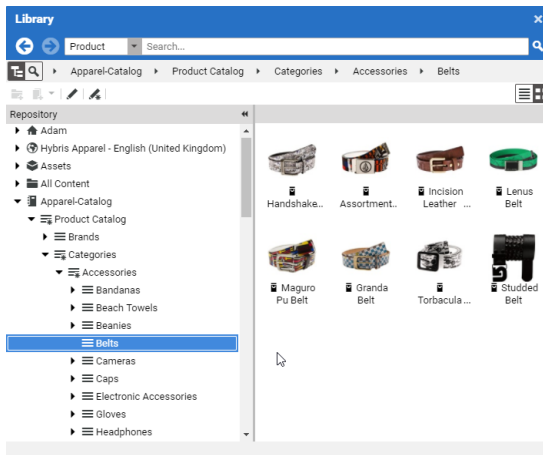 Library
Product
Search...
Apparel-Catalog
Product Catalog
Categories
Accessories
Belts
Repository
Adam
Hybris Apparel - English (United Kingdom)
Assets
All Content
Apparel-Catalog
Product Catalog
Brands
Categories
Accessories
Bandanas
Beach Towels
Beanies
Belts
Cameras
Caps
Electronic Accessories
Gloves
Headphones
Handshake...
Assortment..
Incision
Leather ...
Lenus
Belt
Maguro
Pu Belt
Granda
Belt
Torbacula...
Studded
Belt